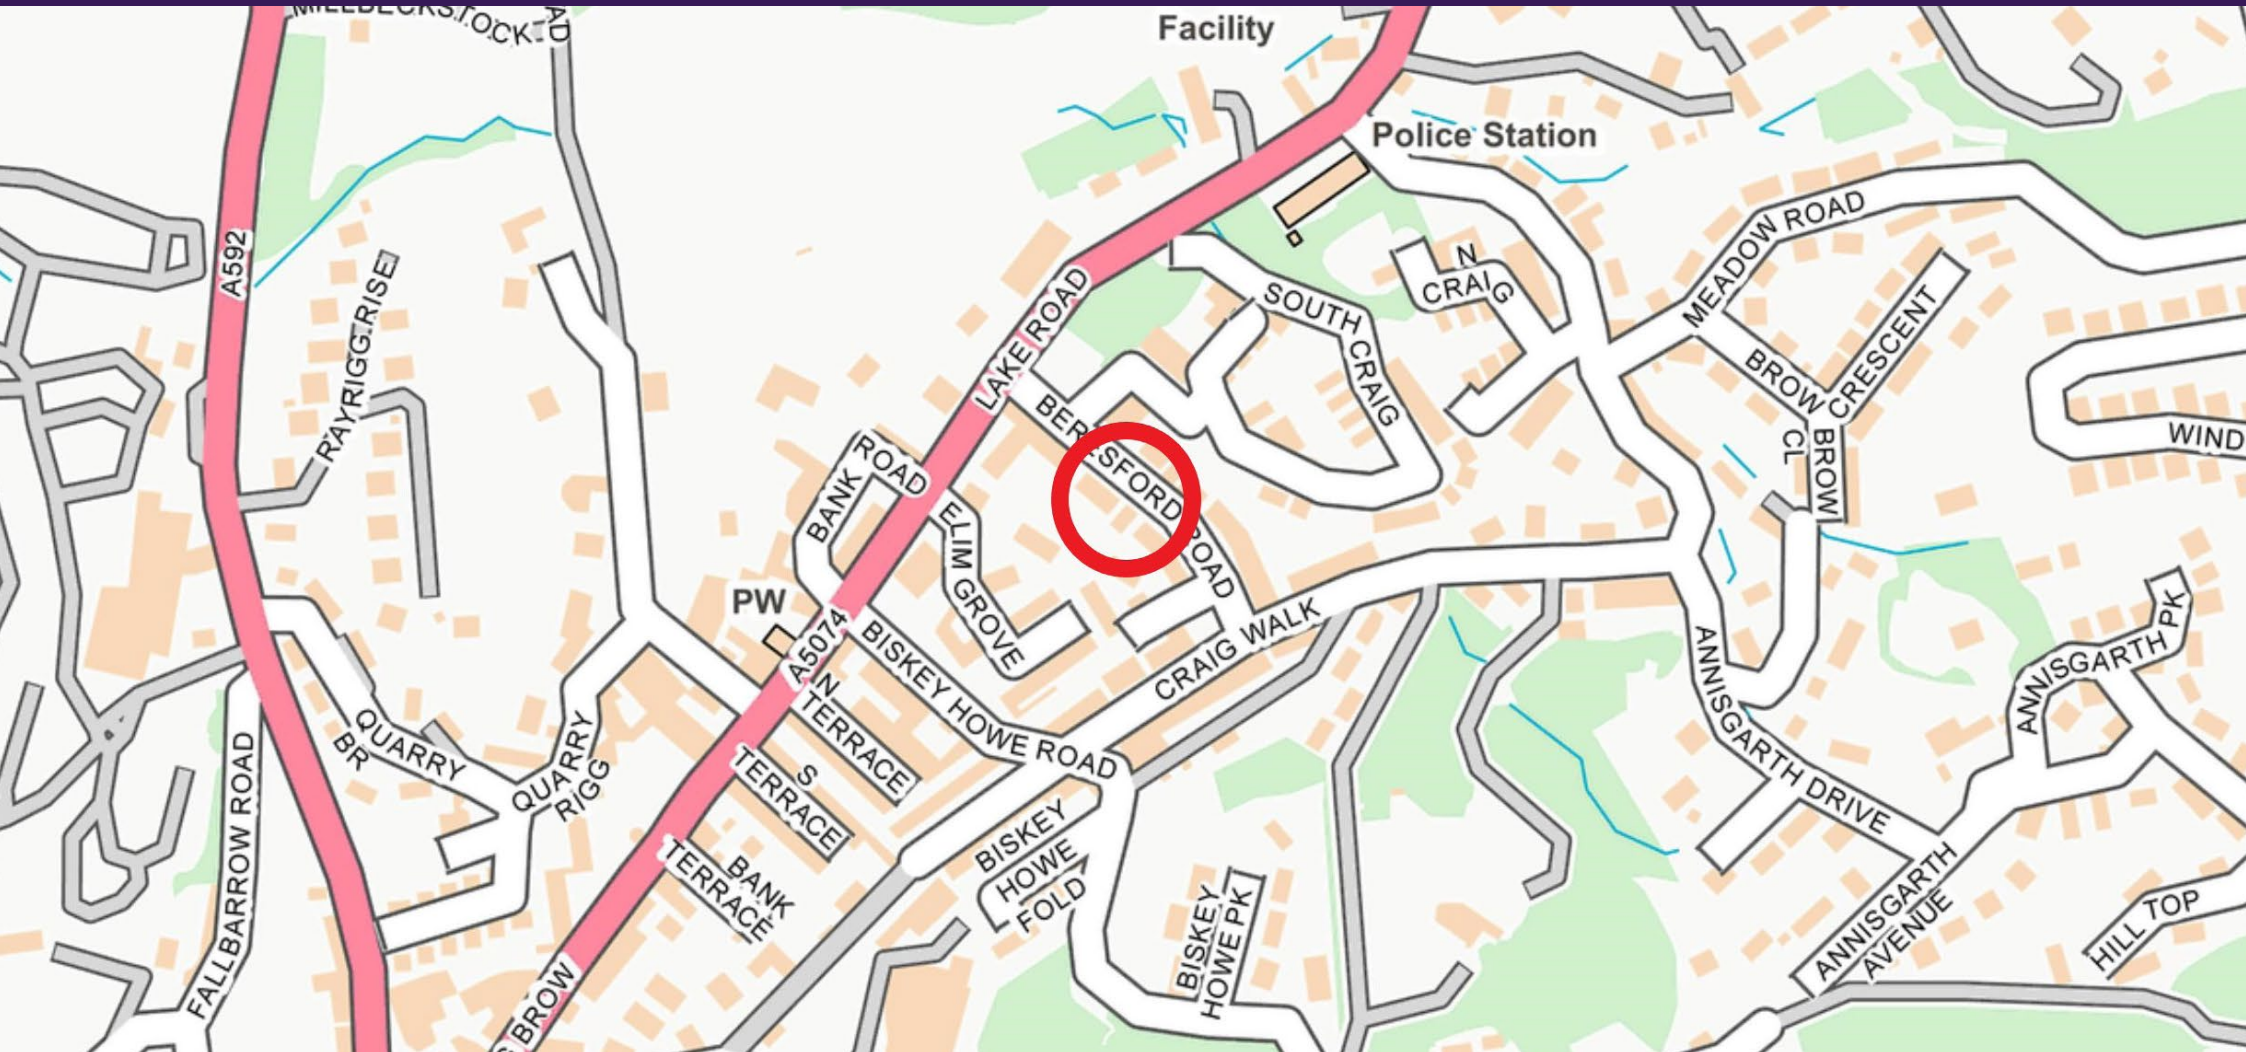 MILLBECKSTOCK
AD
Facility
Police Station
A592
RAYRIGG RISE
LAKE ROAD
N
CRAIG
SOUTH CRAIG
MEADOW ROAD
BROW CRESCENT
BROW
CL
WIND
BERESFORD ROAD
BANK ROAD
ELIM GROVE
PW
A5074
BISKEY HOWE ROAD
CRAIG WALK
N
TERRACE
S
TERRACE
BANK
TERRACE
QUARRY
BR
QUARRY
RIGG
FALLBARROW ROAD
BISKEY
HOWE
FOLD
BISKEY
HOWE PK
ANNISGARTH DRIVE
ANNISGARTH PK
ANNISGARTH
AVENUE
HILL TOP
BROW